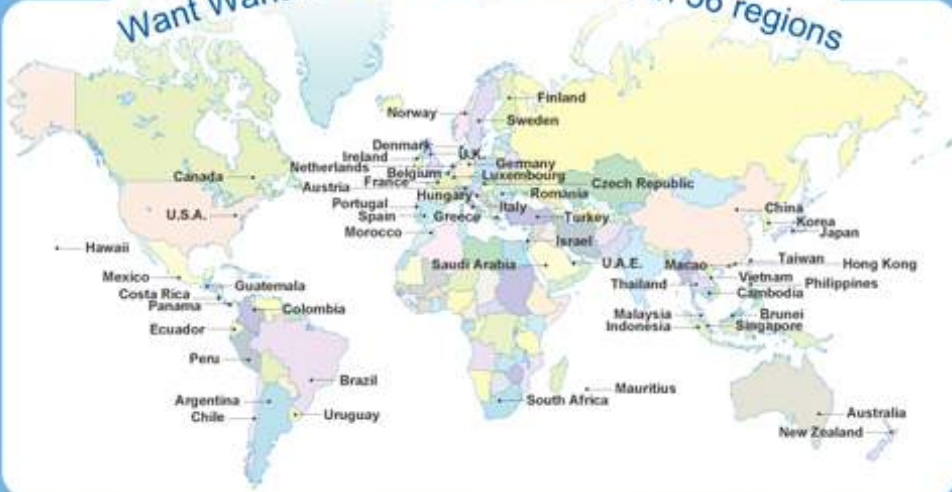 Want
regions
Finland
Norway
Sweden
Denmark
U.K.
Ireland
Netherlands
Germany
Belgium
Luxembourg
Canada
France
Czech Republic
Austria
Hungary
Romania
Portugal
Italy
U.S.A.
Spain
Greece
Turkey
China
Korea
Morocco
Japan
Israel
Hawaii
Taiwan
Saudi Arabia
U.A.E.
Macao
Hong Kong
Mexico
Guatemala
Vietnam
Thailand
Philippines
Costa Rica
Cambodia
Panama
Colombia
Malaysia
Brunei
Ecuador
Indonesia
Singapore
Peru
Brazil
Mauritius
Argentina
South Africa
Chile
Uruguay
Australia
New Zealand